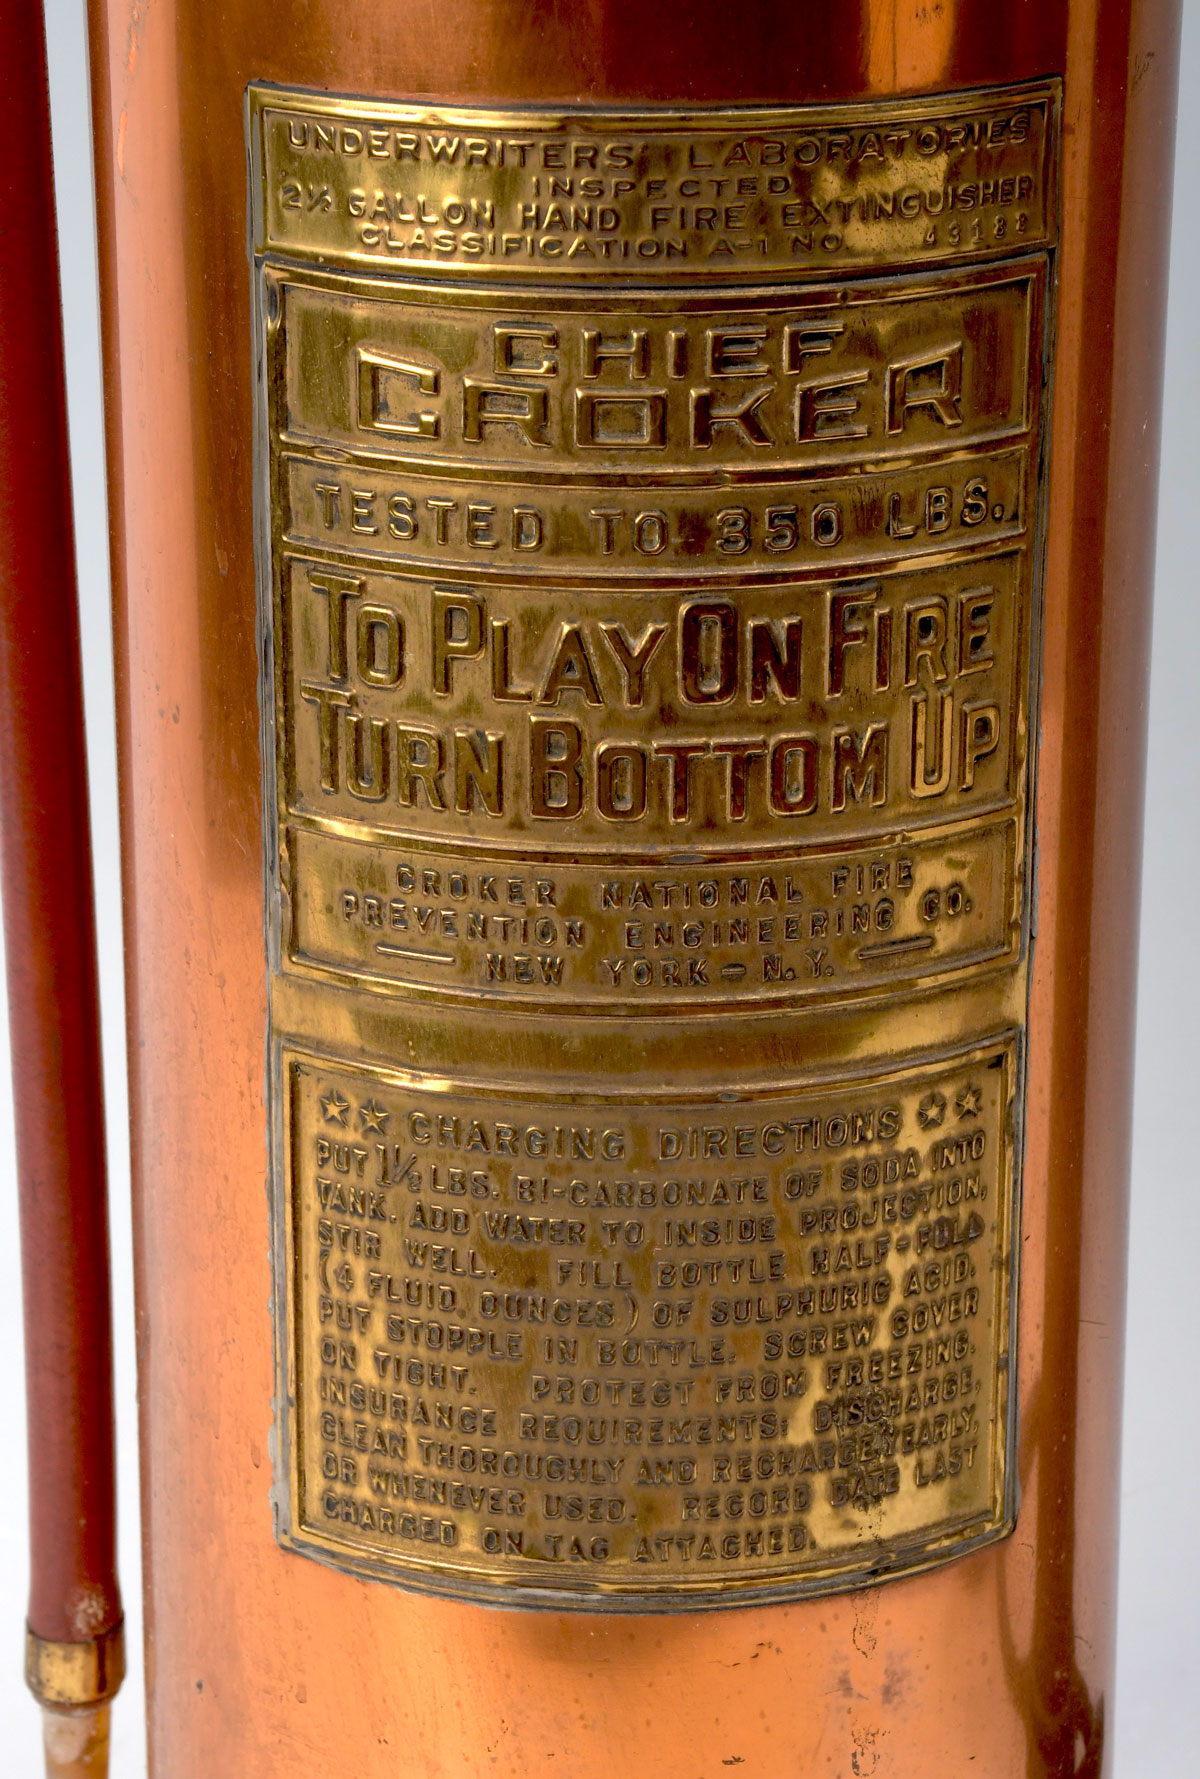 UNDERWRITERS' LABORATORIES
INSPECTED
2½ GALLON HAND FIRE EXTINGUISHER
CLASSIFICATION A-1 NO.
CHIEF
CROKER
TESTED TO 350 LBS.
TO PLAY ON FIRE
TURN BOTTOM UP
CROKER NATIONAL FIRE
PREVENTION ENGINEERING CO.
NEW YORK - N.Y.
★★ CHARGING DIRECTIONS ★★
PUT 1½ LBS. BI-CARBONATE OF SODA INTO
TANK. ADD WATER TO INSIDE PROJECTION,
STIR WELL. FILL BOTTLE HALF-FULL
(4 FLUID. OUNCES) OF SULPHURIC ACID.
PUT STOPPLE IN BOTTLE. SCREW COVER
ON TIGHT. PROTECT FROM FREEZING.
INSURANCE REQUIREMENTS: DISCHARGE,
CLEAN THOROUGHLY AND RECHARGE, YEARLY,
OR WHENEVER USED. RECORD DATE LAST
CHARGED ON TAG ATTACHED.